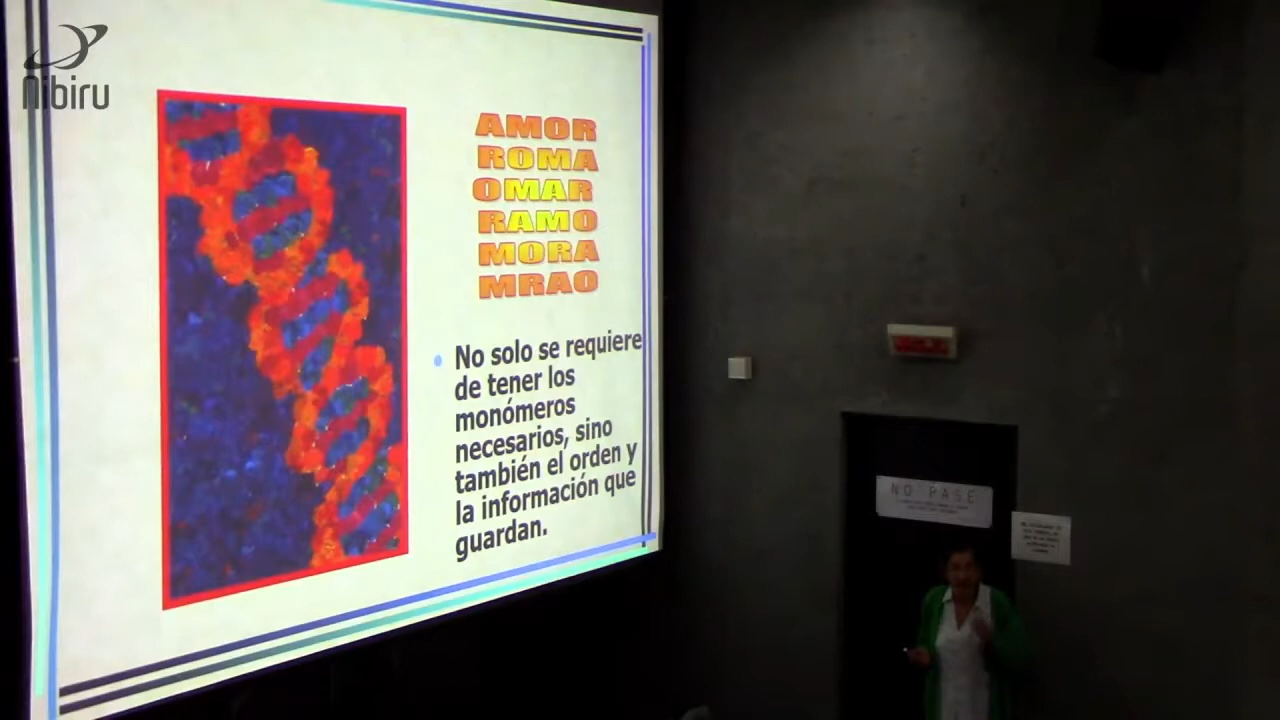 Nibiru
AMOR
ROMA
OMAR
RAMO
MORA
MRAO
No solo se requiere
de tener los
monómeros
necesarios, sino
también el orden y
la información que
guardan.
NO PASE